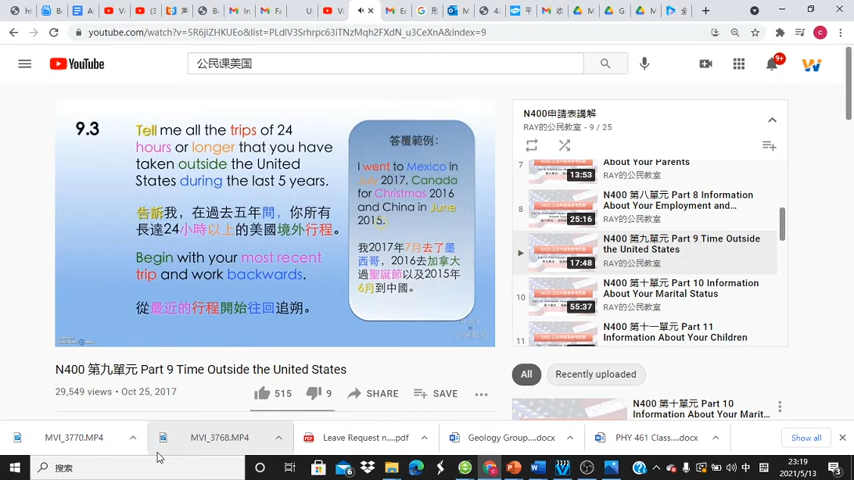 youtube.com/watch?v=5R6jIZHKUEo&list=PLdlV3Srhrpc63ITNzMqh2FXdN_u3CeXnA&index=9
YouTube
公民课美国
9+
9.3
Tell me all the trips of 24
hours or longer that you have
taken outside the United
States during the last 5 years.
告訴我，在過去五年間，你所有
長達24小時以上的美國境外行程。
Begin with your most recent
trip and work backwards.
從最近的行程開始往回追朔。
答覆範例：
I went to Mexico in
July 2017, Canada
for Christmas 2016
and China in June
2015.
我2017年7月去了墨
西哥，2016去加拿大
過聖誕節以及2015年
6月到中國。
N400 第九單元 Part 9 Time Outside the United States
29,549 views • Oct 25, 2017
515
9
SHARE
SAVE
N400申請表講解
RAY的公民教室 - 9 / 25
7
About Your Parents
RAY的公民教室
13:53
8
N400 第八單元 Part 8 Information
About Your Employment and...
RAY的公民教室
25:16
N400 第九單元 Part 9 Time Outside
the United States
RAY的公民教室
17:48
10
N400 第十單元 Part 10 Information
About Your Marital Status
RAY的公民教室
55:37
11
N400 第十一單元 Part 11
Information About Your Children
All
Recently uploaded
N400 第十單元 Part 10
Information About Your Marit...
RAY的公民教室
MVI_3770.MP4
MVI_3768.MP4
Leave Request n....pdf
Geology Group....docx
PHY 461 Class....docx
Show all
搜索
23:19
2021/5/13